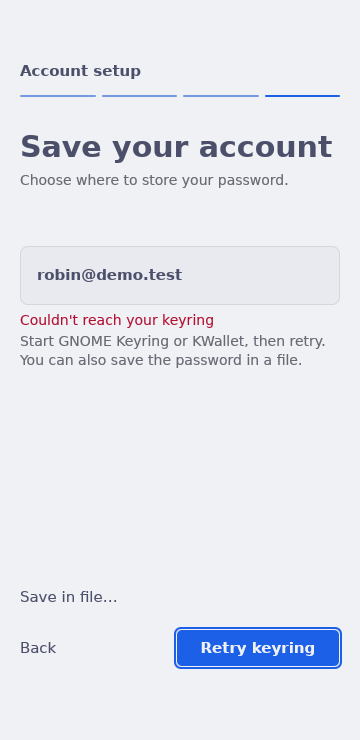 Account setup
Save your account
Choose where to store your password.
robin@demo.test
Couldn't reach your keyring
Start GNOME Keyring or KWallet, then retry.
You can also save the password in a file.
Save in file…
Back
Retry keyring